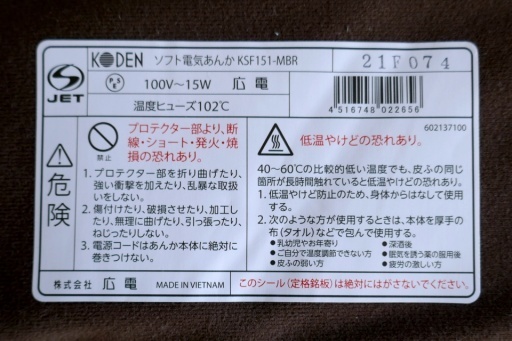 JET
KODEN ソフト電気あんか KSF151-MBR
PSE 100V～15W 広電
温度ヒューズ102℃
21F074
4 516748 022656
602137100
危険
禁止
プロテクター部より、断
線・ショート・発火・焼
損の恐れあり。
1. プロテクター部を折り曲げたり、
強い衝撃を加えたり、乱暴な取扱
いをしない。
2. 傷付けたり、破損させたり、加工し
たり、無理に曲げたり、引っ張ったり、
ねじったりしない。
3. 電源コードはあんか本体に絶対に
巻きつけない。
低温やけどの恐れあり。
40～60℃の比較的低い温度でも、皮ふの同じ
箇所が長時間触れていると低温やけどの恐れあり。
1. 低温やけど防止のため、身体からはなして使用
する。
2. 次のような方が使用するときは、本体を厚手の
布(タオル)などで包んで使用する。
●乳幼児やお年寄り ●深酒後
●ご自分で温度調節できない方 ●眠気を誘う薬の服用後
●皮ふの弱い方 ●疲労の激しい方
株式会社 広電 MADE IN VIETNAM
このシール(定格銘板)は絶対にはがさないでください。